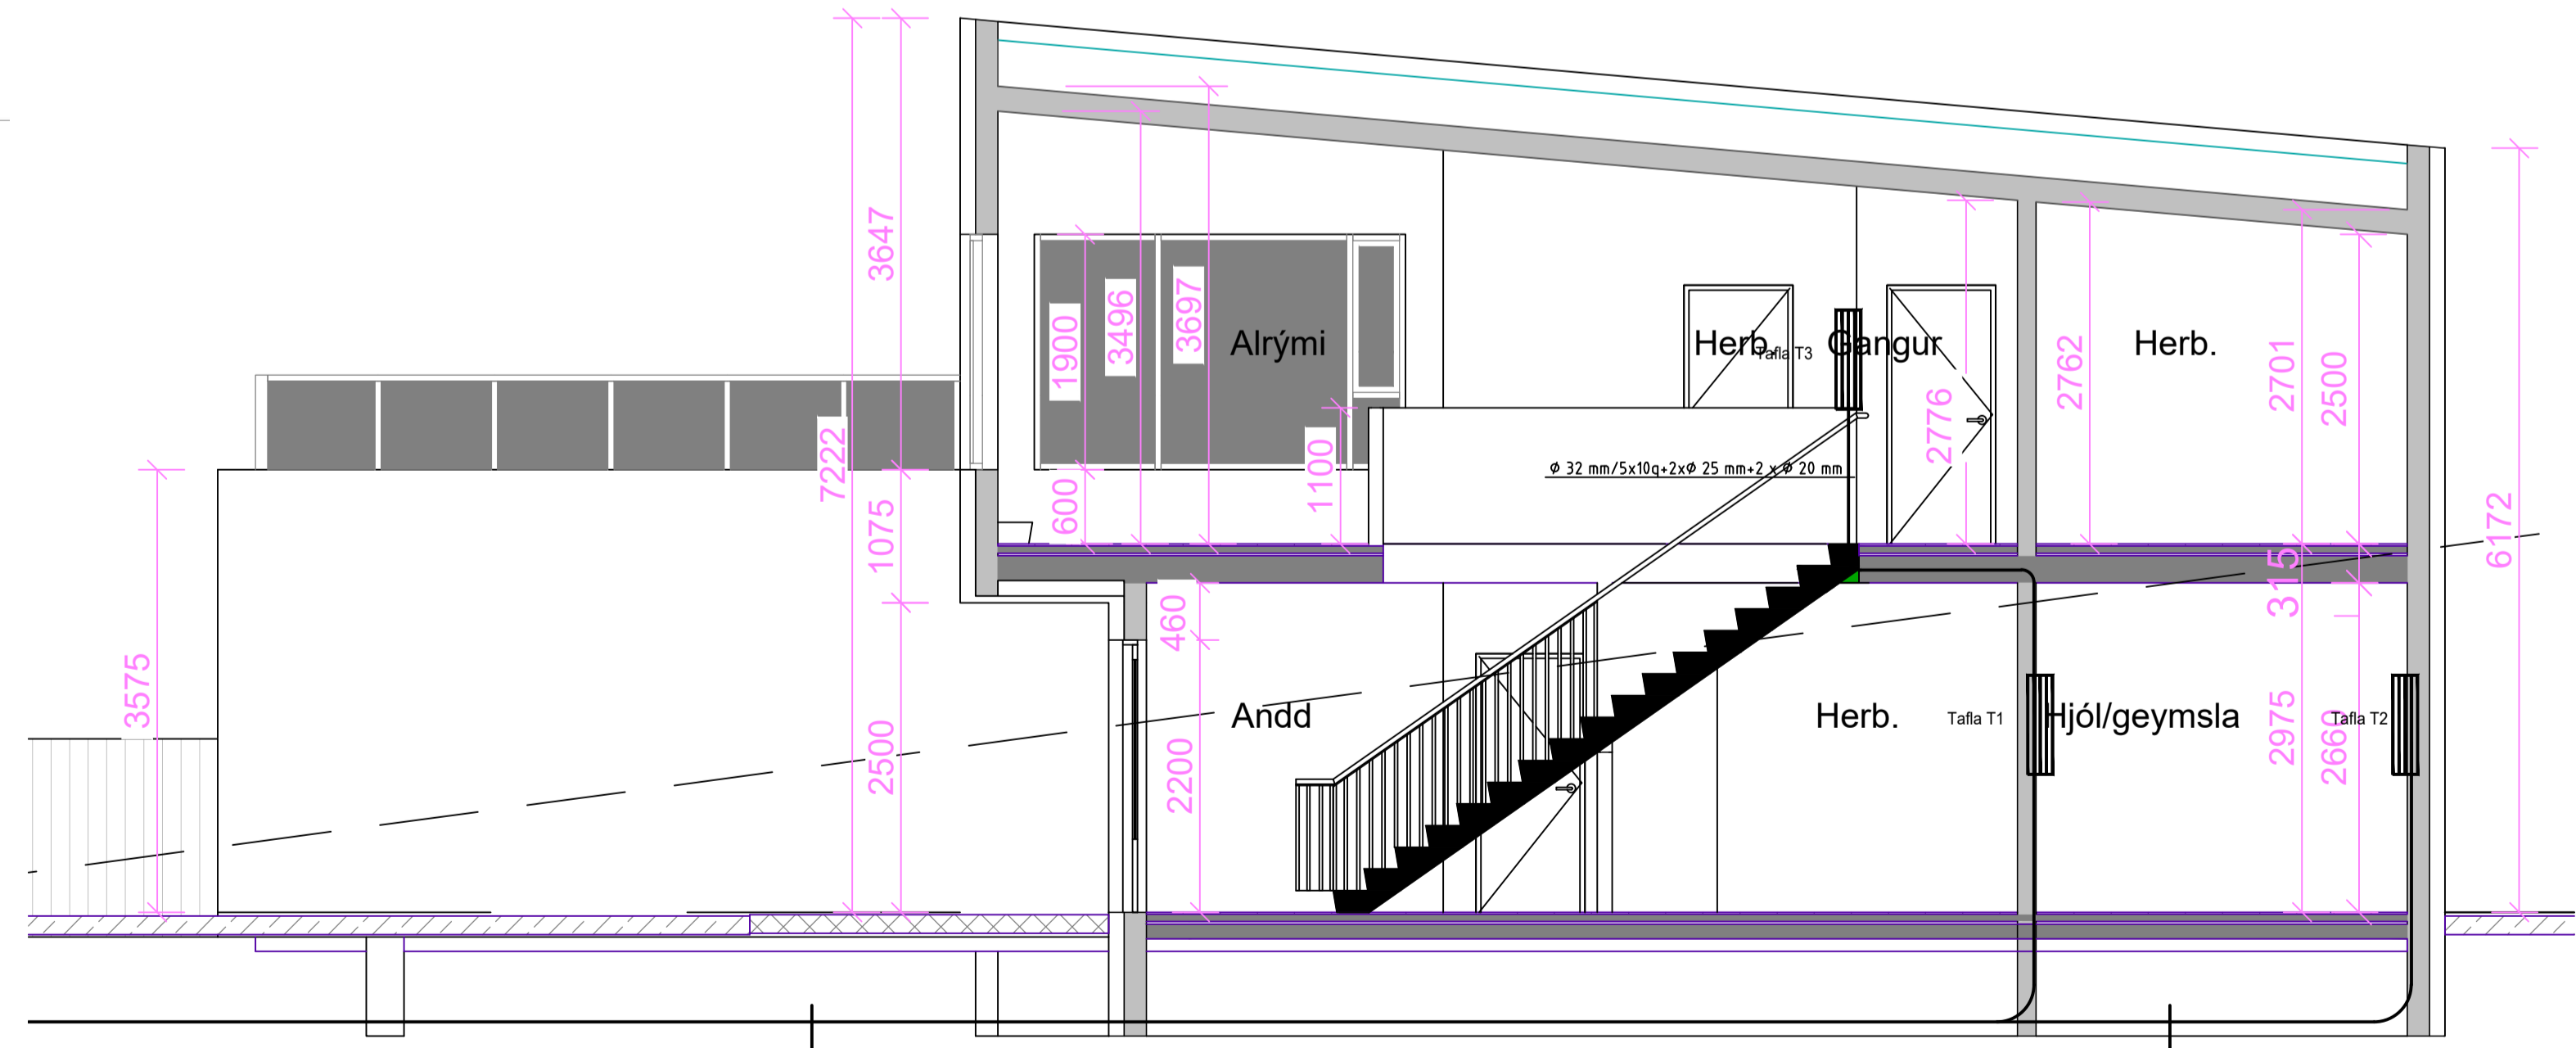 3647
1900
3496
3697
Alrými
Herb.
Tafla T3
Gangur
2776
2762
Herb.
2701
2500
7222
1075
600
1100
Ø 32 mm/5x10q+2xØ 25 mm+2 x Ø 20 mm
6172
315
460
3575
2500
2200
Andd
Herb.
Tafla T1
Hjól/geymsla
2975
2660
Tafla T2